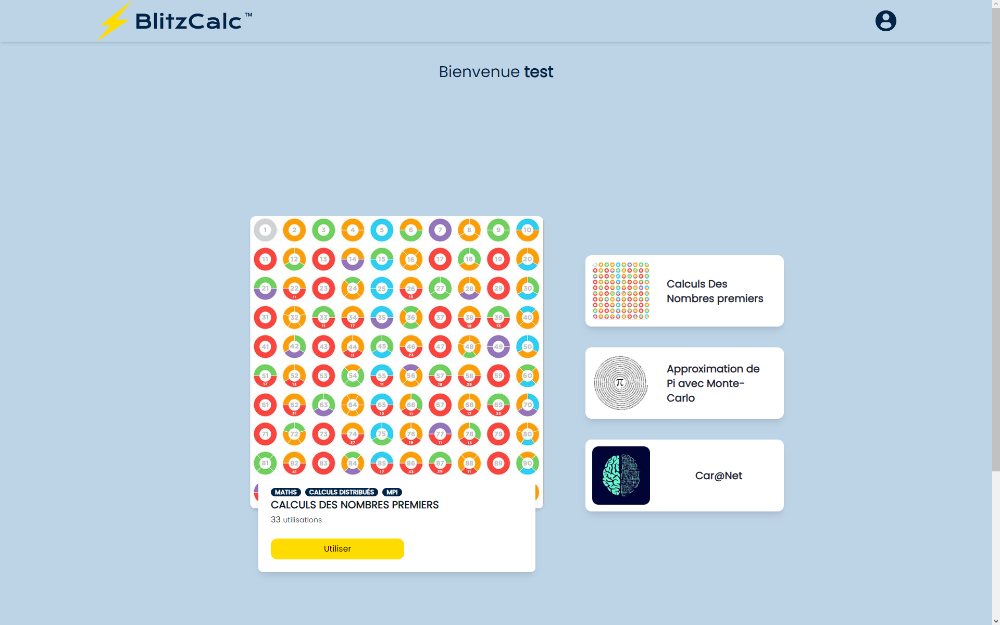 BlitzCalc™
Bienvenue test
1 2 3 4 5 6 7 8 9 10
11 12 13 14 15 16 17 18 19 20
21 22 23 24 25 26 27 28 29 30
11 13
31 32 33 34 35 36 37 38 39 40
11 17 19 13
41 42 43 44 45 46 47 48 49 50
11 23
51 52 53 54 55 56 57 58 59 60
17 13 11 19 29
61 62 63 64 65 66 67 68 69 70
31 13 11 17 23
71 72 73 74 75 76 77 78 79 80
37 19 11 13
81 82 83 84 85 86 87 88 89 90
41 17 43 29 11
MATHS CALCULS DISTRIBUÉS MPI
CALCULS DES NOMBRES PREMIERS
33 utilisations
Utiliser
Calculs Des
Nombres premiers
π
Approximation de
Pi avec Monte-
Carlo
Car@Net